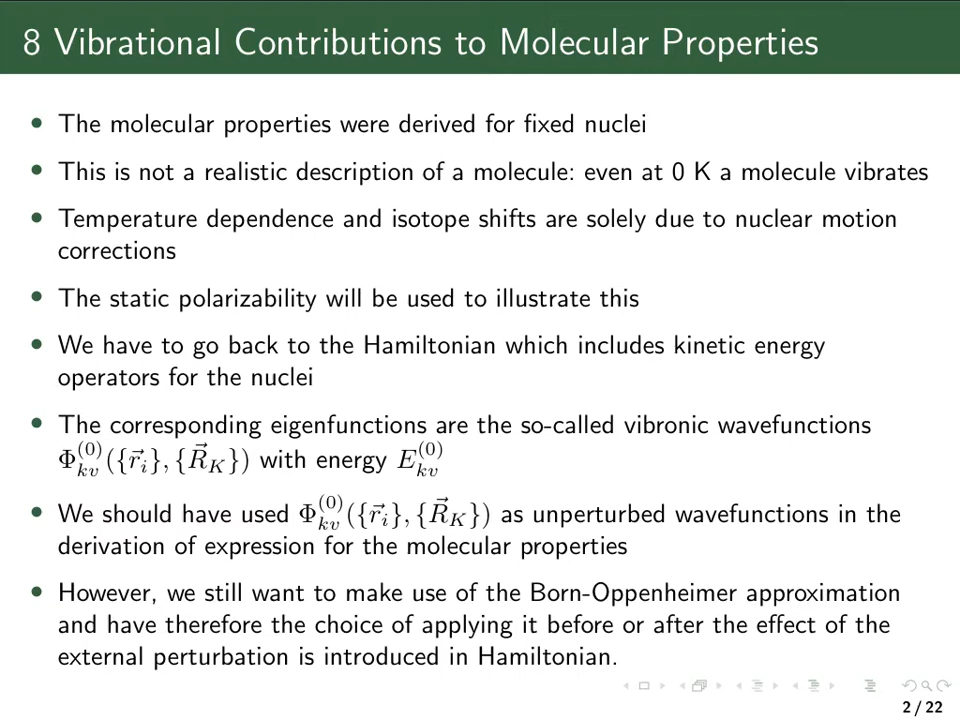 8 Vibrational Contributions to Molecular Properties
• The molecular properties were derived for fixed nuclei
• This is not a realistic description of a molecule: even at 0 K a molecule vibrates
• Temperature dependence and isotope shifts are solely due to nuclear motion
corrections
• The static polarizability will be used to illustrate this
• We have to go back to the Hamiltonian which includes kinetic energy
operators for the nuclei
• The corresponding eigenfunctions are the so-called vibronic wavefunctions
$\Phi_{kv}^{(0)}(\{\vec{r}_i\}, \{\vec{R}_K\})$ with energy $E_{kv}^{(0)}$
• We should have used $\Phi_{kv}^{(0)}(\{\vec{r}_i\}, \{\vec{R}_K\})$ as unperturbed wavefunctions in the
derivation of expression for the molecular properties
• However, we still want to make use of the Born-Oppenheimer approximation
and have therefore the choice of applying it before or after the effect of the
external perturbation is introduced in Hamiltonian.
2 / 22